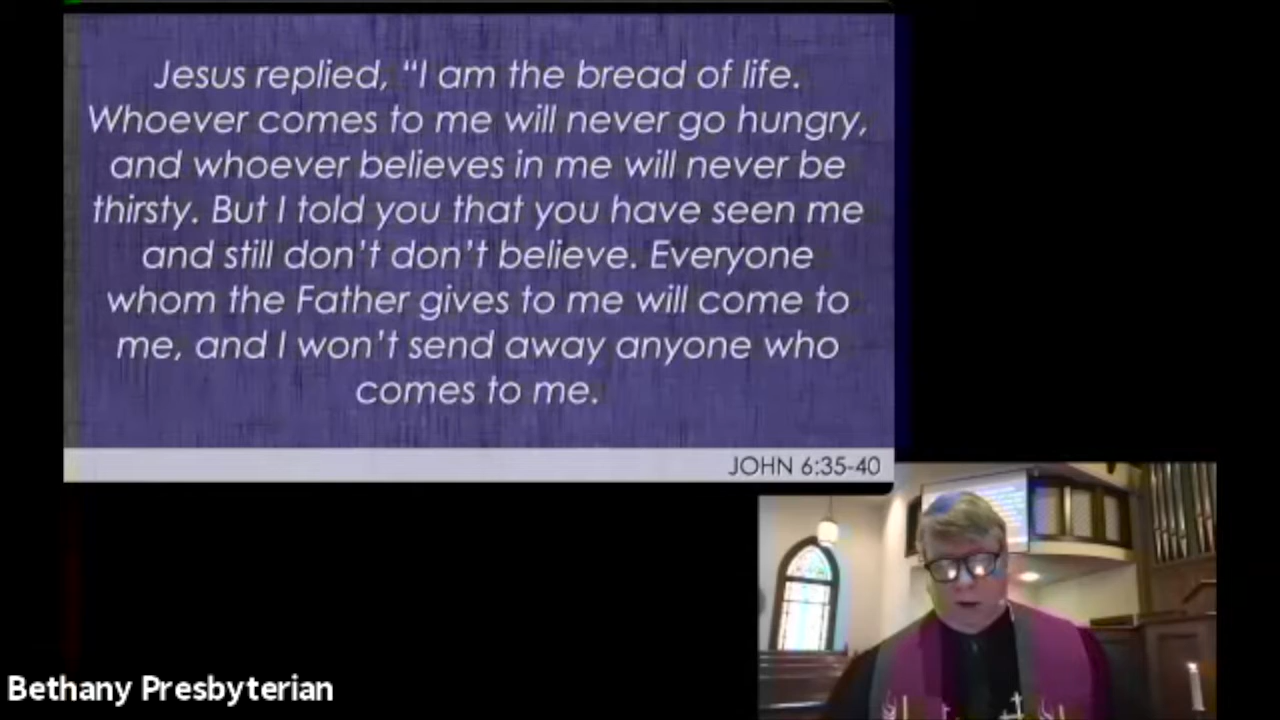 Jesus replied, “I am the bread of life.
Whoever comes to me will never go hungry,
and whoever believes in me will never be
thirsty. But I told you that you have seen me
and still don’t don’t believe. Everyone
whom the Father gives to me will come to
me, and I won’t send away anyone who
comes to me.
JOHN 6:35-40
Bethany Presbyterian